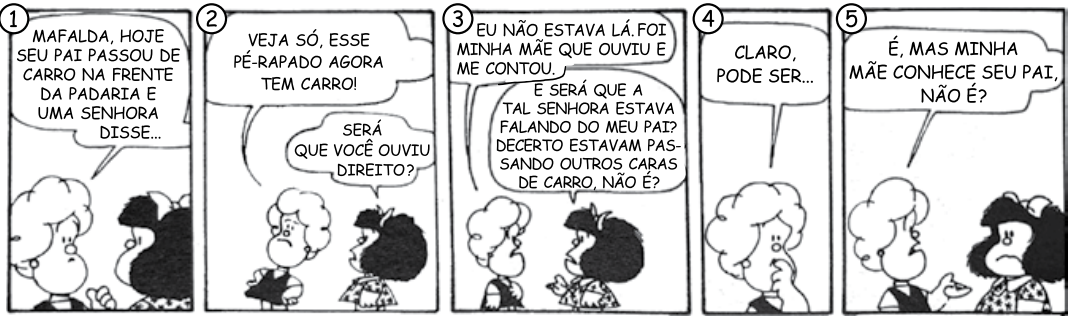 1
MAFALDA, HOJE
SEU PAI PASSOU DE
CARRO NA FRENTE
DA PADARIA E
UMA SENHORA
DISSE...
2
VEJA SÓ, ESSE
PÉ-RAPADO AGORA
TEM CARRO!
SERÁ
QUE VOCÊ OUVIU
DIREITO?
3
EU NÃO ESTAVA LÁ. FOI
MINHA MÃE QUE OUVIU E
ME CONTOU.
E SERÁ QUE A
TAL SENHORA ESTAVA
FALANDO DO MEU PAI?
DECERTO ESTAVAM PAS-
SANDO OUTROS CARAS
DE CARRO, NÃO É?
4
CLARO,
PODE SER...
5
É, MAS MINHA
MÃE CONHECE SEU PAI,
NÃO É?